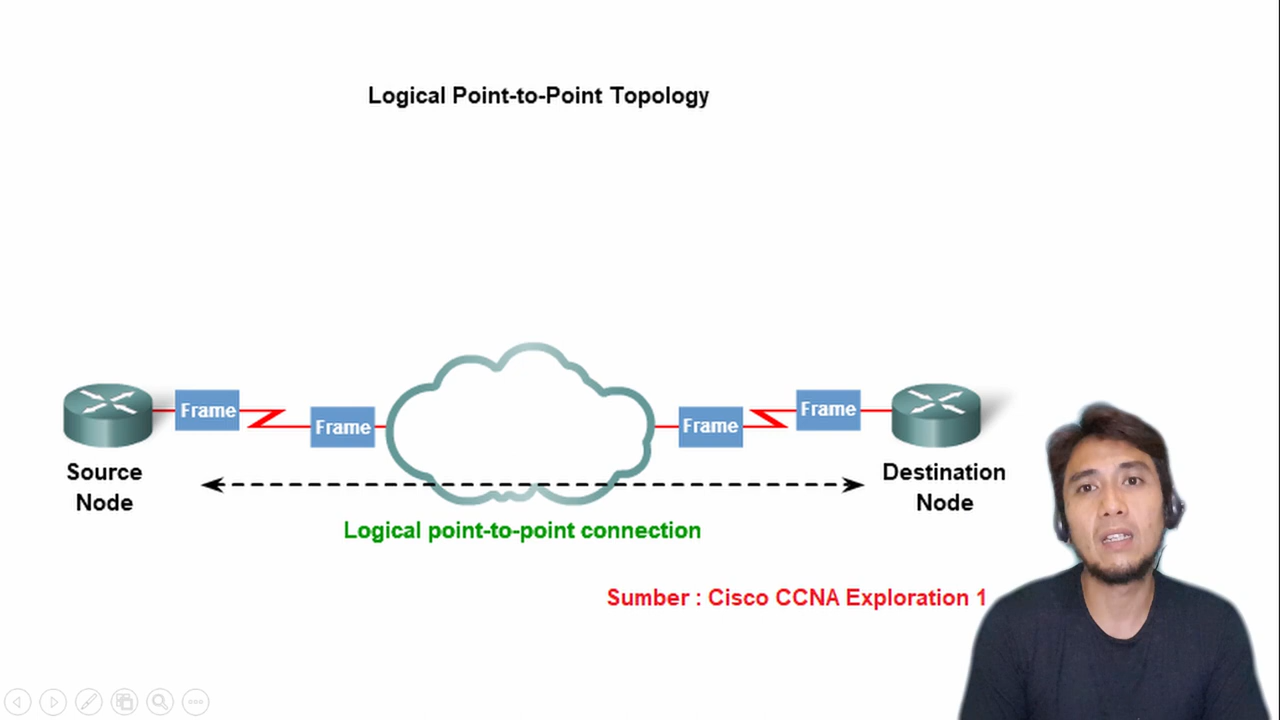 Logical Point-to-Point Topology
Frame
Frame
Frame
Frame
Source
Node
Destination
Node
Logical point-to-point connection
Sumber : Cisco CCNA Exploration 1